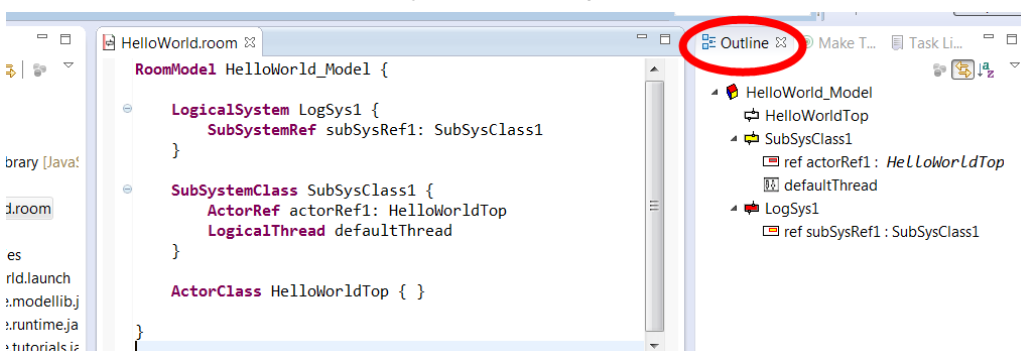 HelloWorld.room
RoomModel HelloWorld_Model {
LogicalSystem LogSys1 {
SubSystemRef subSysRef1: SubSysClass1
}
SubSystemClass SubSysClass1 {
ActorRef actorRef1: HelloWorldTop
LogicalThread defaultThread
}
ActorClass HelloWorldTop { }
}
brary [JavaS
d.room
es
rld.launch
e.modellib.j
e.runtime.ja
e.tutorials.ja
Outline Make T... Task Li...
HelloWorld_Model
HelloWorldTop
SubSysClass1
ref actorRef1 : HelloWorldTop
defaultThread
LogSys1
ref subSysRef1 : SubSysClass1